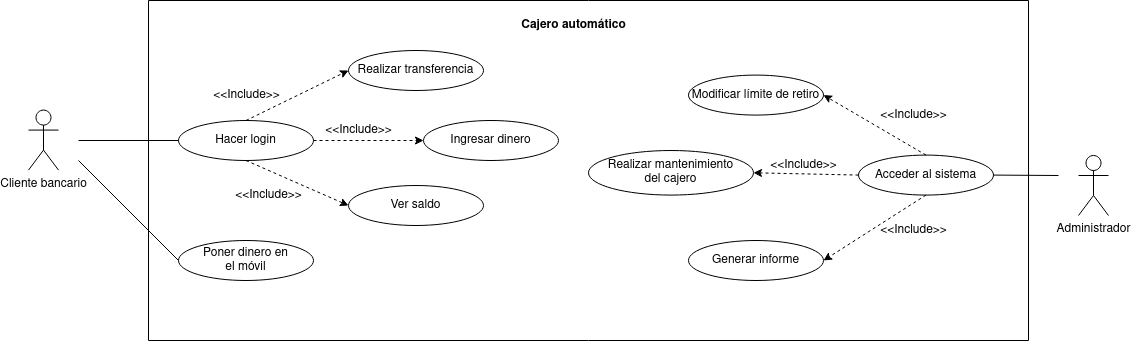 Cajero automático
Realizar transferencia
<<Include>>
Hacer login
<<Include>>
Ingresar dinero
<<Include>>
Ver saldo
Cliente bancario
Poner dinero en
el móvil
Modificar límite de retiro
<<Include>>
Realizar mantenimiento
del cajero
<<Include>>
Acceder al sistema
<<Include>>
Generar informe
Administrador